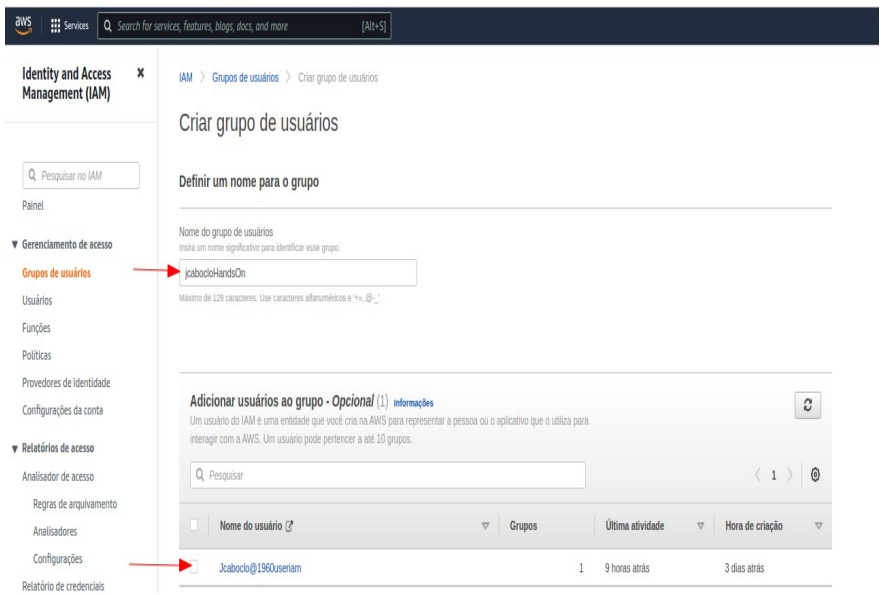 aws Services Search for services, features, blogs, docs, and more [Alt+S]
Identity and Access
Management (IAM)
Pesquisar no IAM
Painel
Gerenciamento de acesso
Grupos de usuários
Usuários
Funções
Políticas
Provedores de identidade
Configurações da conta
Relatórios de acesso
Analisador de acesso
Regras de arquivamento
Analisadores
Configurações
Relatório de credenciais
IAM > Grupos de usuários > Criar grupo de usuários
Criar grupo de usuários
Definir um nome para o grupo
Nome do grupo de usuários
Insira um nome significativo para identificar esse grupo.
jcabocloHandsOn
Máximo de 128 caracteres. Use caracteres alfanuméricos e '+=,.@-_'.
Adicionar usuários ao grupo - Opcional (1) Informações
Um usuário do IAM é uma entidade que você cria na AWS para representar a pessoa ou o aplicativo que o utiliza para
interagir com a AWS. Um usuário pode pertencer a até 10 grupos.
Pesquisar
< 1 >
Nome do usuário Grupos Última atividade Hora de criação
Jcaboclo@1960useriam 1 9 horas atrás 3 dias atrás